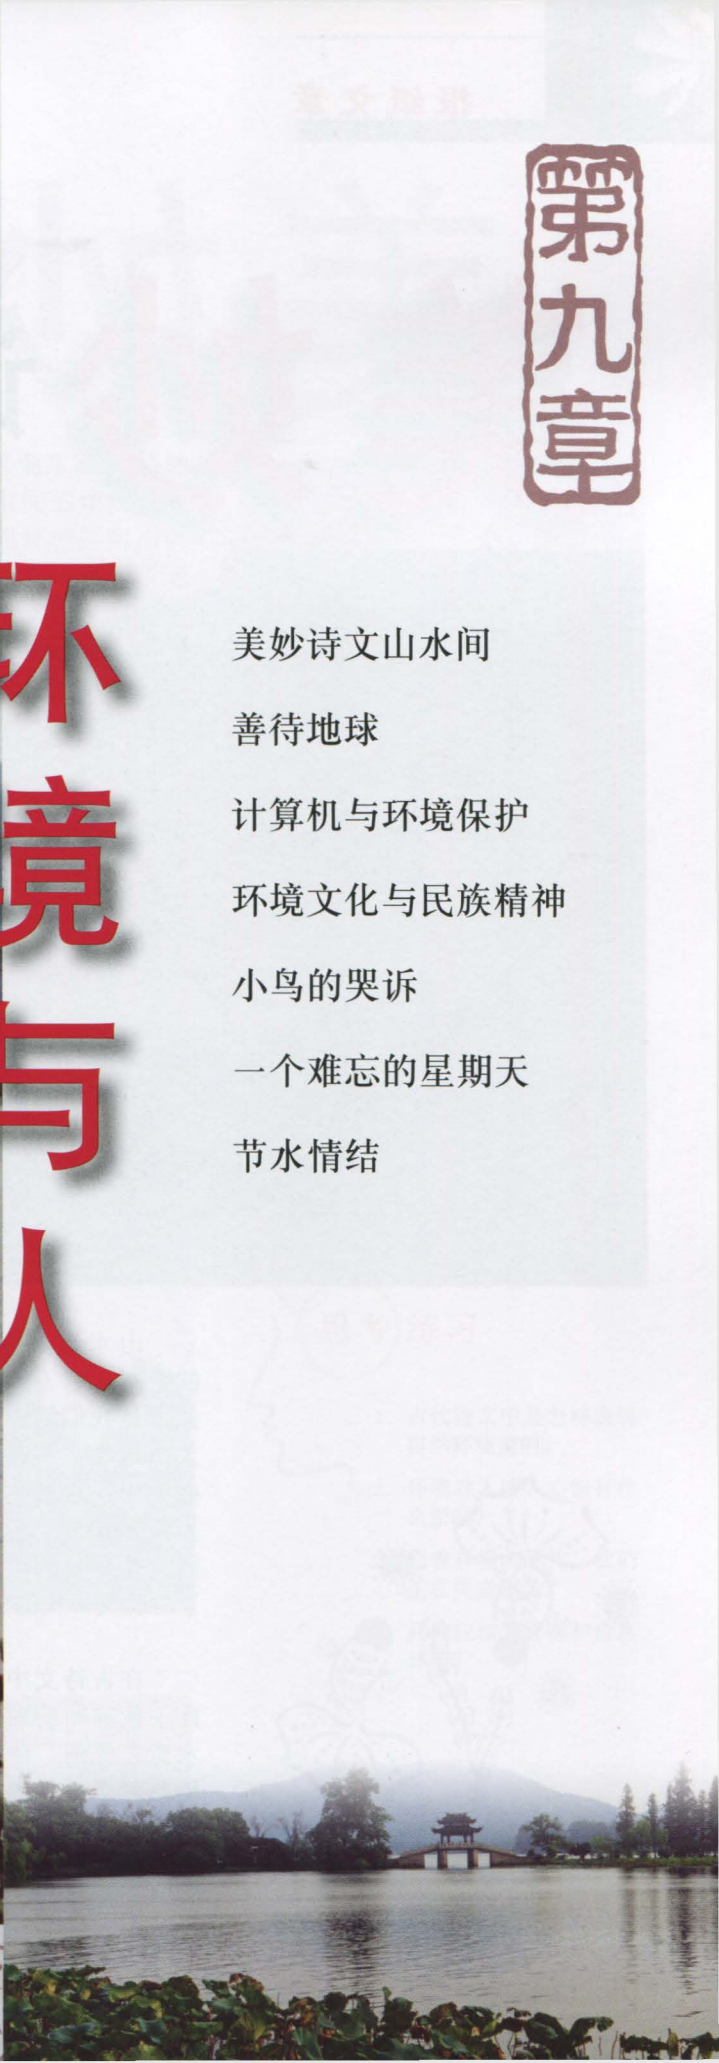 第九章
环境与人
美妙诗文山水间
善待地球
计算机与环境保护
环境文化与民族精神
小鸟的哭诉
一个难忘的星期天
节水情结